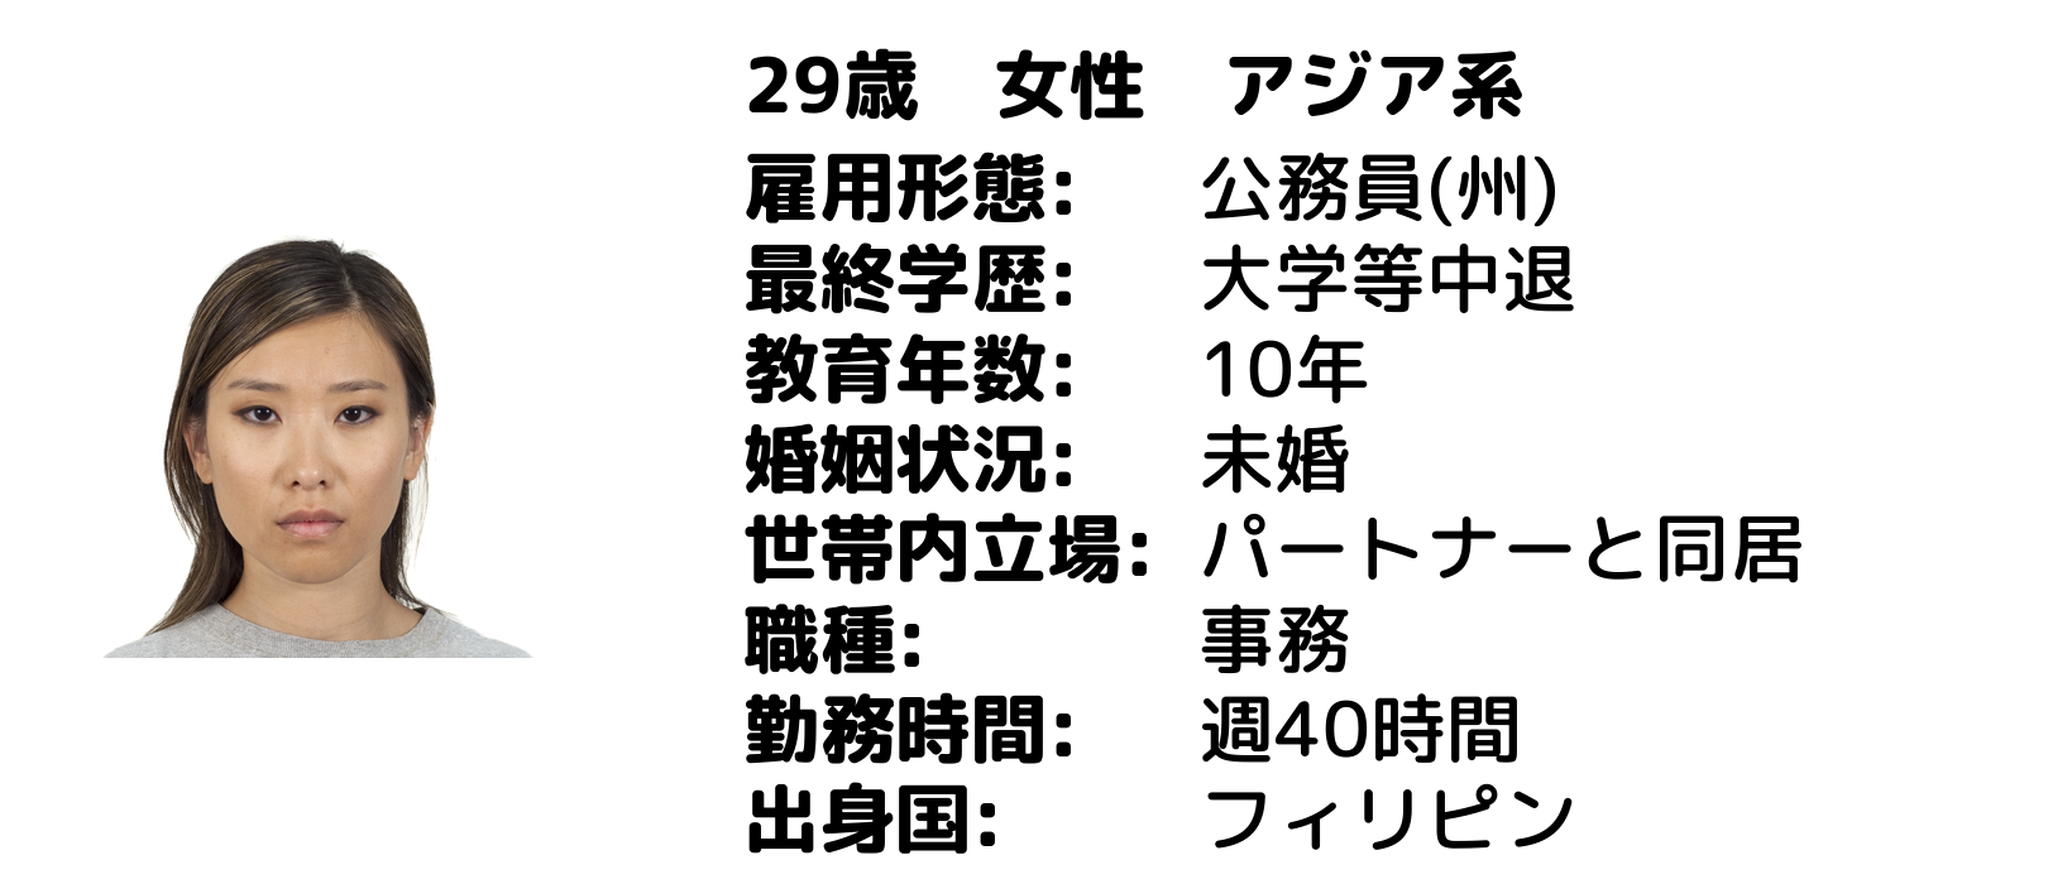 29歳　女性　アジア系
雇用形態: 公務員(州)
最終学歴: 大学等中退
教育年数: 10年
婚姻状況: 未婚
世帯内立場: パートナーと同居
職種: 事務
勤務時間: 週40時間
出身国: フィリピン